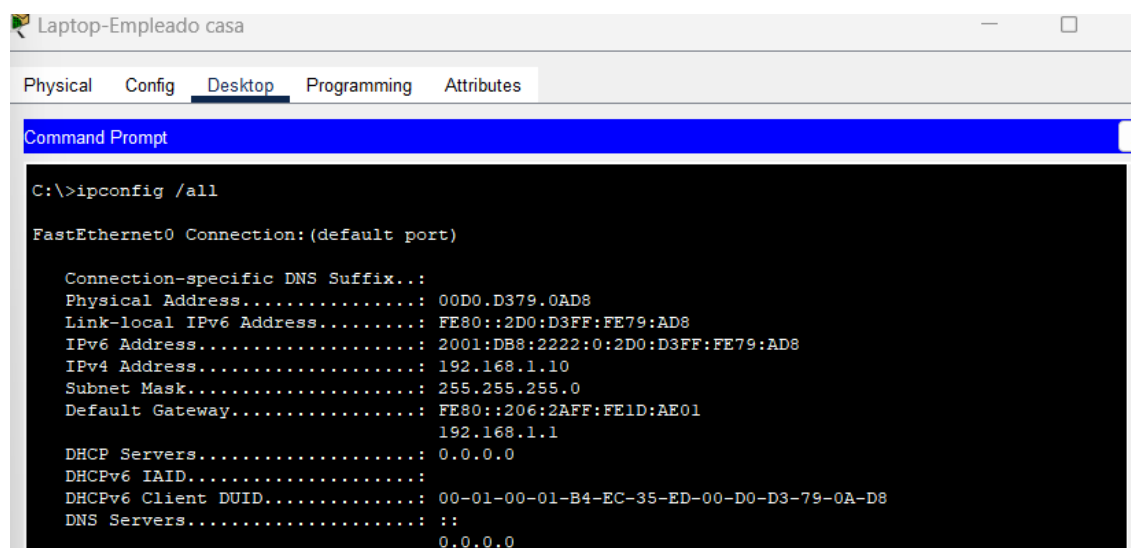 Laptop-Empleado casa
Physical Config Desktop Programming Attributes
Command Prompt
C:\>ipconfig /all
FastEthernet0 Connection:(default port)
Connection-specific DNS Suffix..:
Physical Address................: 00D0.D379.0AD8
Link-local IPv6 Address.........: FE80::2D0:D3FF:FE79:AD8
IPv6 Address....................: 2001:DB8:2222:0:2D0:D3FF:FE79:AD8
IPv4 Address....................: 192.168.1.10
Subnet Mask.....................: 255.255.255.0
Default Gateway.................: FE80::206:2AFF:FE1D:AE01
192.168.1.1
DHCP Servers....................: 0.0.0.0
DHCPv6 IAID.....................:
DHCPv6 Client DUID..............: 00-01-00-01-B4-EC-35-ED-00-D0-D3-79-0A-D8
DNS Servers.....................: ::
0.0.0.0